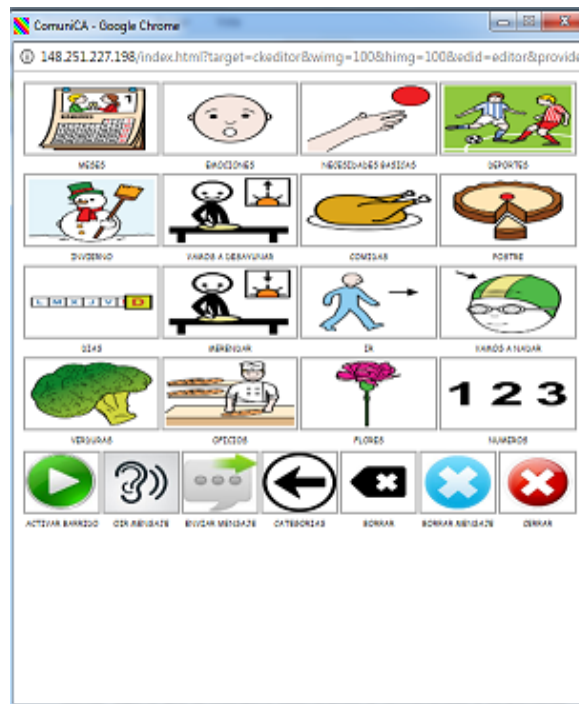 ComuniCA - Google Chrome
148.251.227.198/index.html?target=ckeditor&wimg=100&himg=100&edid=editor&provide
MESES EMOCIONES NECESIDADES BASICAS DEPORTES
INVIERNO VAMOS A DESAYUNAR COMIDAS POSTRE
L M X J V D
DIAS MERENDAR IR VAMOS A NADAR
1 2 3
VERDURAS OFICIOS FLORES NUMEROS
ACTIVAR BARRIDO OIR MENSAJE ENVIAR MENSAJE CATEGORIAS BORRAR BORRAR MENSAJE CERRAR